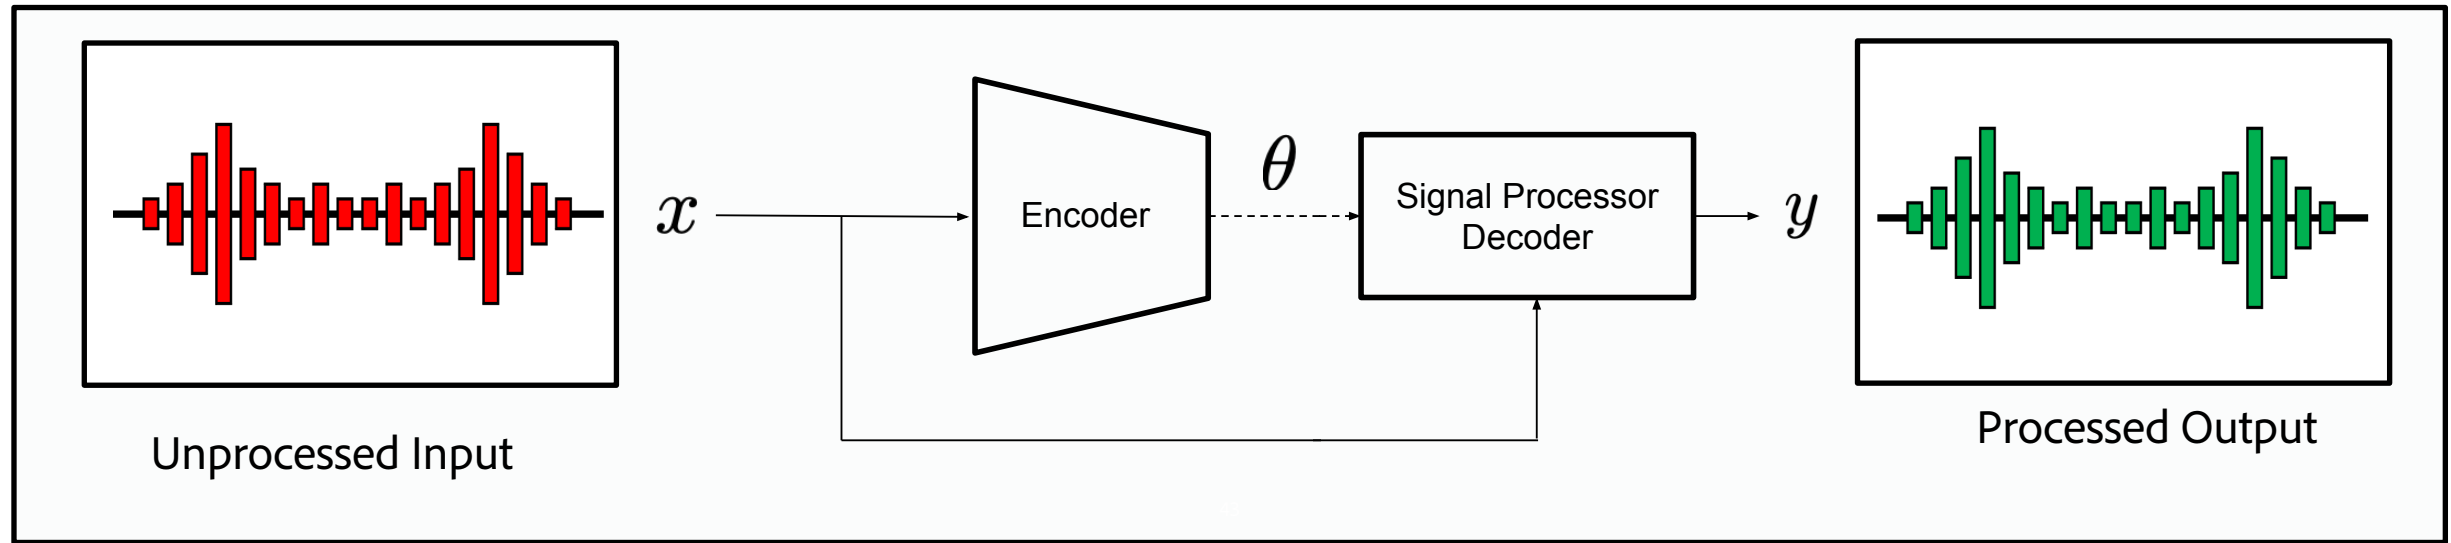 x
Encoder
θ
Signal Processor
Decoder
y
Unprocessed Input
Processed Output